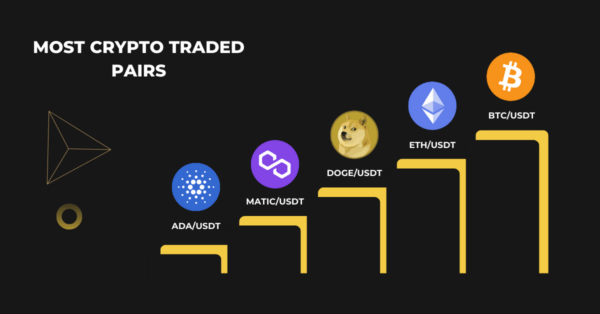 MOST CRYPTO TRADED
PAIRS
BTC/USDT
ETH/USDT
DOGE/USDT
MATIC/USDT
ADA/USDT